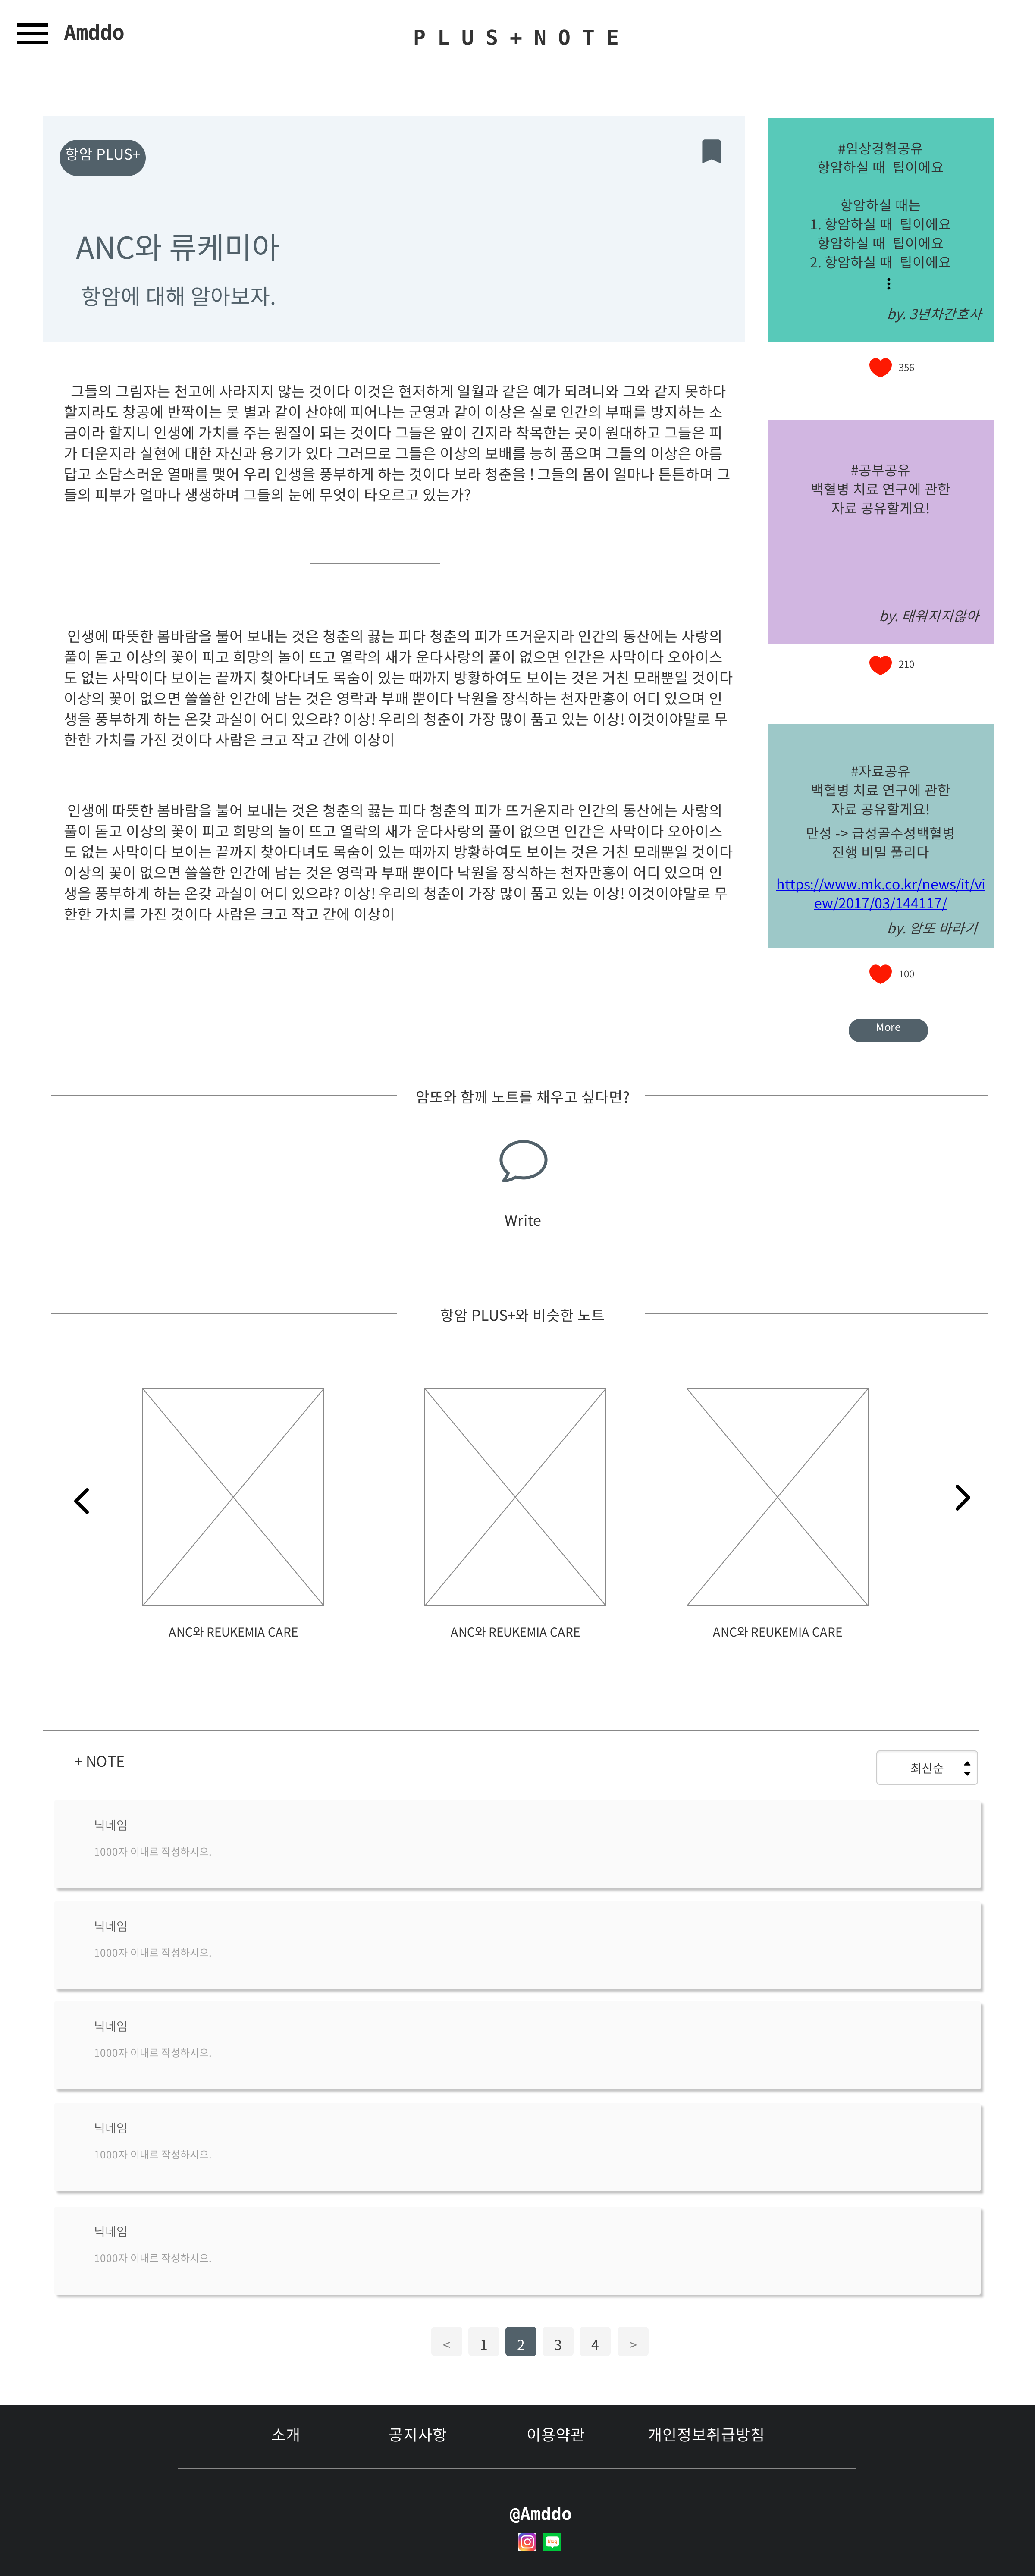 Amddo
PLUS+NOTE
항암 PLUS+
ANC와 류케미아
항암에 대해 알아보자.
그들의 그림자는 천고에 사라지지 않는 것이다 이것은 현저하게 일월과 같은 예가 되려니와 그와 같지 못하다
할지라도 창공에 반짝이는 뭇 별과 같이 산야에 피어나는 군영과 같이 이상은 실로 인간의 부패를 방지하는 소
금이라 할지니 인생에 가치를 주는 원질이 되는 것이다 그들은 앞이 긴지라 착목한는 곳이 원대하고 그들은 피
가 더운지라 실현에 대한 자신과 용기가 있다 그러므로 그들은 이상의 보배를 능히 품으며 그들의 이상은 아름
답고 소담스러운 열매를 맺어 우리 인생을 풍부하게 하는 것이다 보라 청춘을 ! 그들의 몸이 얼마나 튼튼하며 그
들의 피부가 얼마나 생생하며 그들의 눈에 무엇이 타오르고 있는가?
인생에 따뜻한 봄바람을 불어 보내는 것은 청춘의 끓는 피다 청춘의 피가 뜨거운지라 인간의 동산에는 사랑의
풀이 돋고 이상의 꽃이 피고 희망의 놀이 뜨고 열락의 새가 운다사랑의 풀이 없으면 인간은 사막이다 오아이스
도 없는 사막이다 보이는 끝까지 찾아다녀도 목숨이 있는 때까지 방황하여도 보이는 것은 거친 모래뿐일 것이다
이상의 꽃이 없으면 쓸쓸한 인간에 남는 것은 영락과 부패 뿐이다 낙원을 장식하는 천자만홍이 어디 있으며 인
생을 풍부하게 하는 온갖 과실이 어디 있으랴? 이상! 우리의 청춘이 가장 많이 품고 있는 이상! 이것이야말로 무
한한 가치를 가진 것이다 사람은 크고 작고 간에 이상이
인생에 따뜻한 봄바람을 불어 보내는 것은 청춘의 끓는 피다 청춘의 피가 뜨거운지라 인간의 동산에는 사랑의
풀이 돋고 이상의 꽃이 피고 희망의 놀이 뜨고 열락의 새가 운다사랑의 풀이 없으면 인간은 사막이다 오아이스
도 없는 사막이다 보이는 끝까지 찾아다녀도 목숨이 있는 때까지 방황하여도 보이는 것은 거친 모래뿐일 것이다
이상의 꽃이 없으면 쓸쓸한 인간에 남는 것은 영락과 부패 뿐이다 낙원을 장식하는 천자만홍이 어디 있으며 인
생을 풍부하게 하는 온갖 과실이 어디 있으랴? 이상! 우리의 청춘이 가장 많이 품고 있는 이상! 이것이야말로 무
한한 가치를 가진 것이다 사람은 크고 작고 간에 이상이
#임상경험공유
항암하실 때 팁이에요
항암하실 때는
1. 항암하실 때 팁이에요
항암하실 때 팁이에요
2. 항암하실 때 팁이에요
by. 3년차간호사
356
#공부공유
백혈병 치료 연구에 관한
자료 공유할게요!
by. 태워지지않아
210
#자료공유
백혈병 치료 연구에 관한
자료 공유할게요!
만성 -> 급성골수성백혈병
진행 비밀 풀리다
https://www.mk.co.kr/news/it/vi
ew/2017/03/144117/
by. 암또 바라기
100
More
암또와 함께 노트를 채우고 싶다면?
Write
항암 PLUS+와 비슷한 노트
ANC와 REUKEMIA CARE
ANC와 REUKEMIA CARE
ANC와 REUKEMIA CARE
+ NOTE
최신순
닉네임
1000자 이내로 작성하시오.
닉네임
1000자 이내로 작성하시오.
닉네임
1000자 이내로 작성하시오.
닉네임
1000자 이내로 작성하시오.
닉네임
1000자 이내로 작성하시오.
< 1 2 3 4 >
소개 공지사항 이용약관 개인정보취급방침
@Amddo